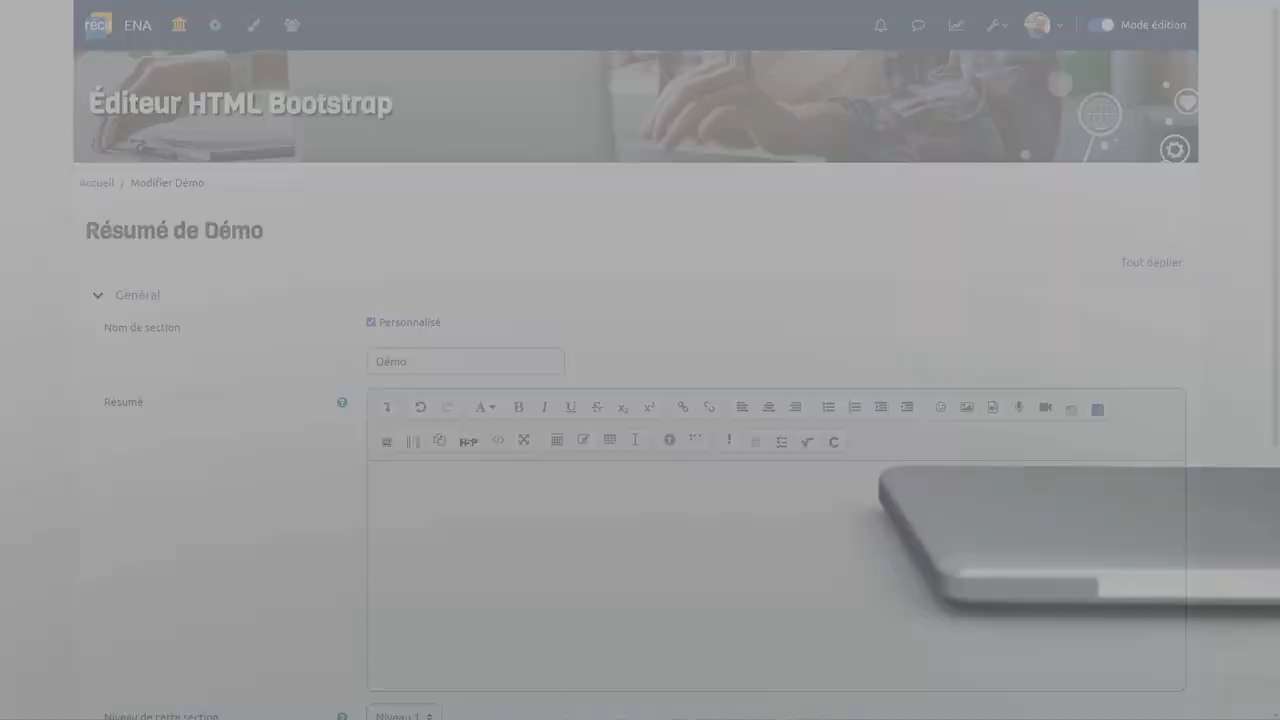 récit ENA Mode édition
Éditeur HTML Bootstrap
Accueil / Modifier Démo
Résumé de Démo
Tout déplier
Général
Nom de section
Personnalisé
Démo
Résumé
H5P
Niveau de cette section
Niveau 1